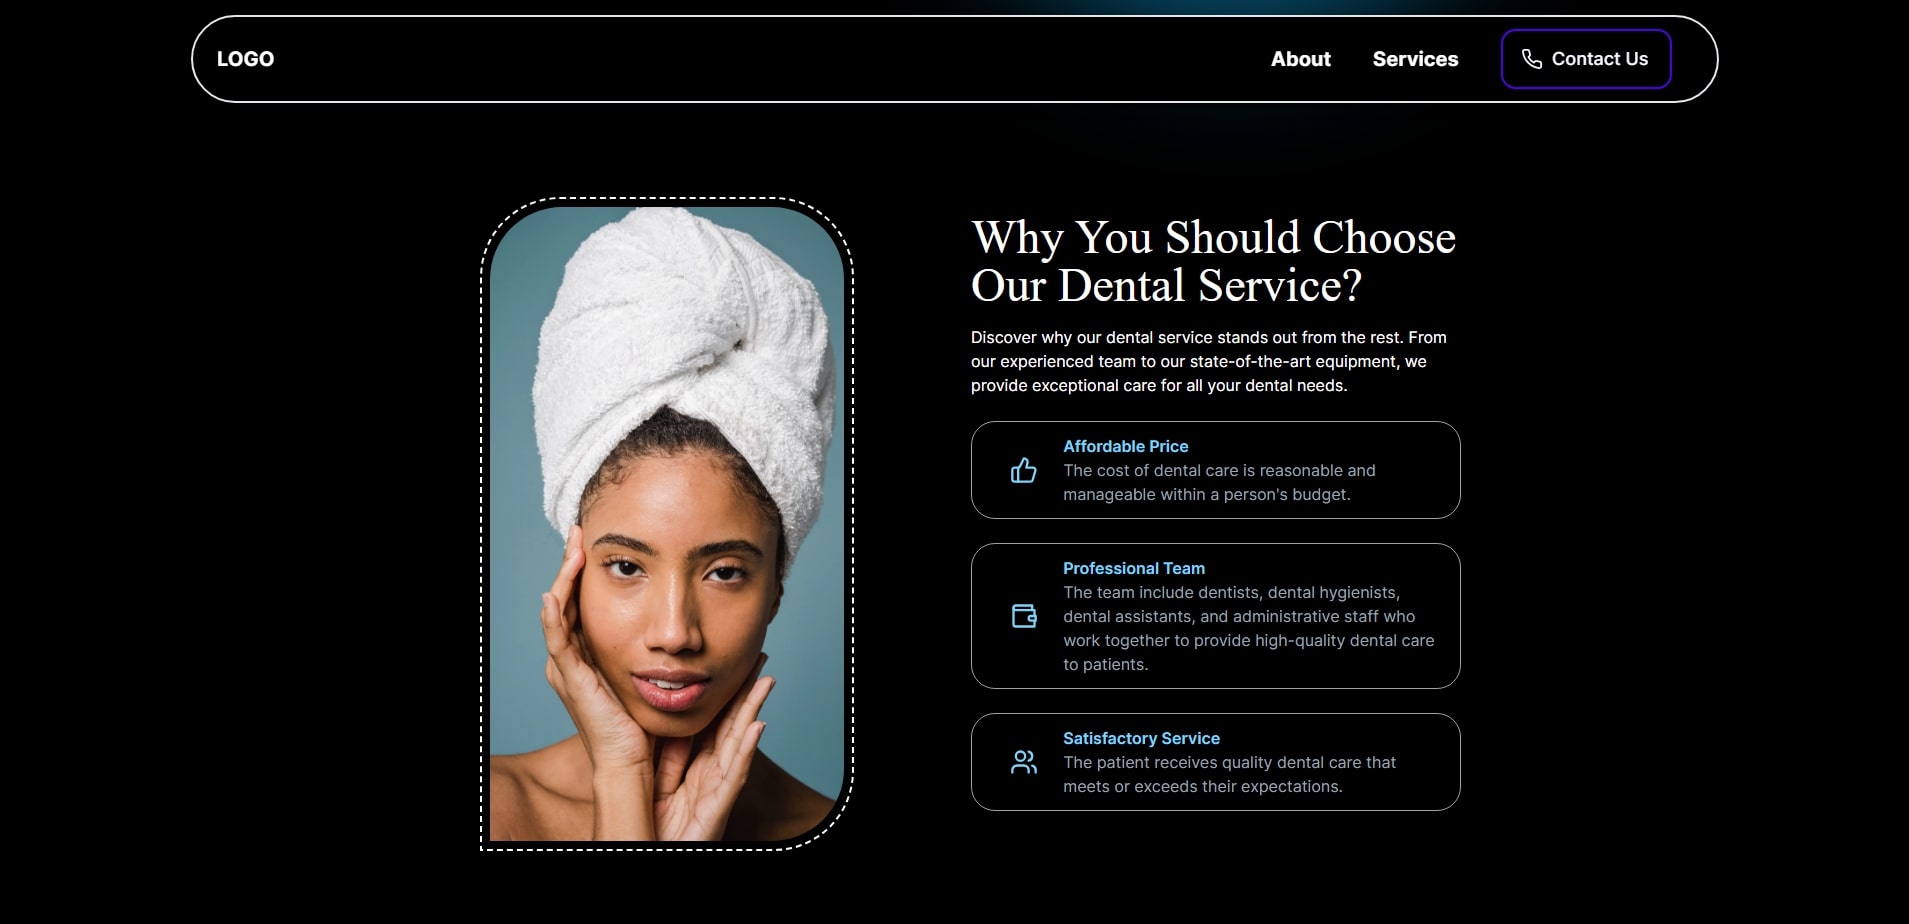 LOGO
About
Services
Contact Us
Why You Should Choose
Our Dental Service?
Discover why our dental service stands out from the rest. From
our experienced team to our state-of-the-art equipment, we
provide exceptional care for all your dental needs.
Affordable Price
The cost of dental care is reasonable and
manageable within a person's budget.
Professional Team
The team include dentists, dental hygienists,
dental assistants, and administrative staff who
work together to provide high-quality dental care
to patients.
Satisfactory Service
The patient receives quality dental care that
meets or exceeds their expectations.